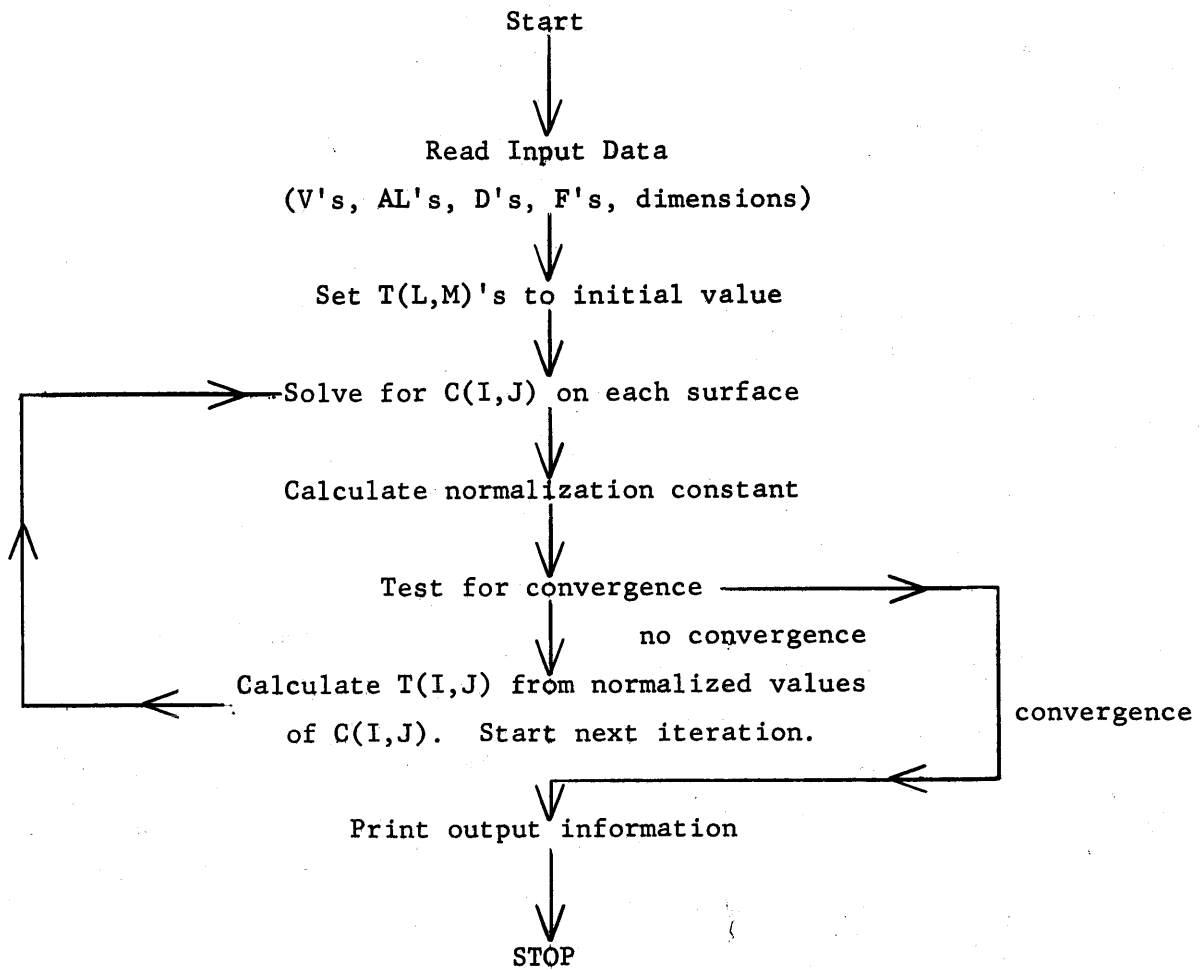 Start
Read Input Data
(V's, AL's, D's, F's, dimensions)
Set T(L,M)'s to initial value
Solve for C(I,J) on each surface
Calculate normalization constant
Test for convergence
no convergence
Calculate T(I,J) from normalized values
of C(I,J). Start next iteration.
convergence
Print output information
STOP